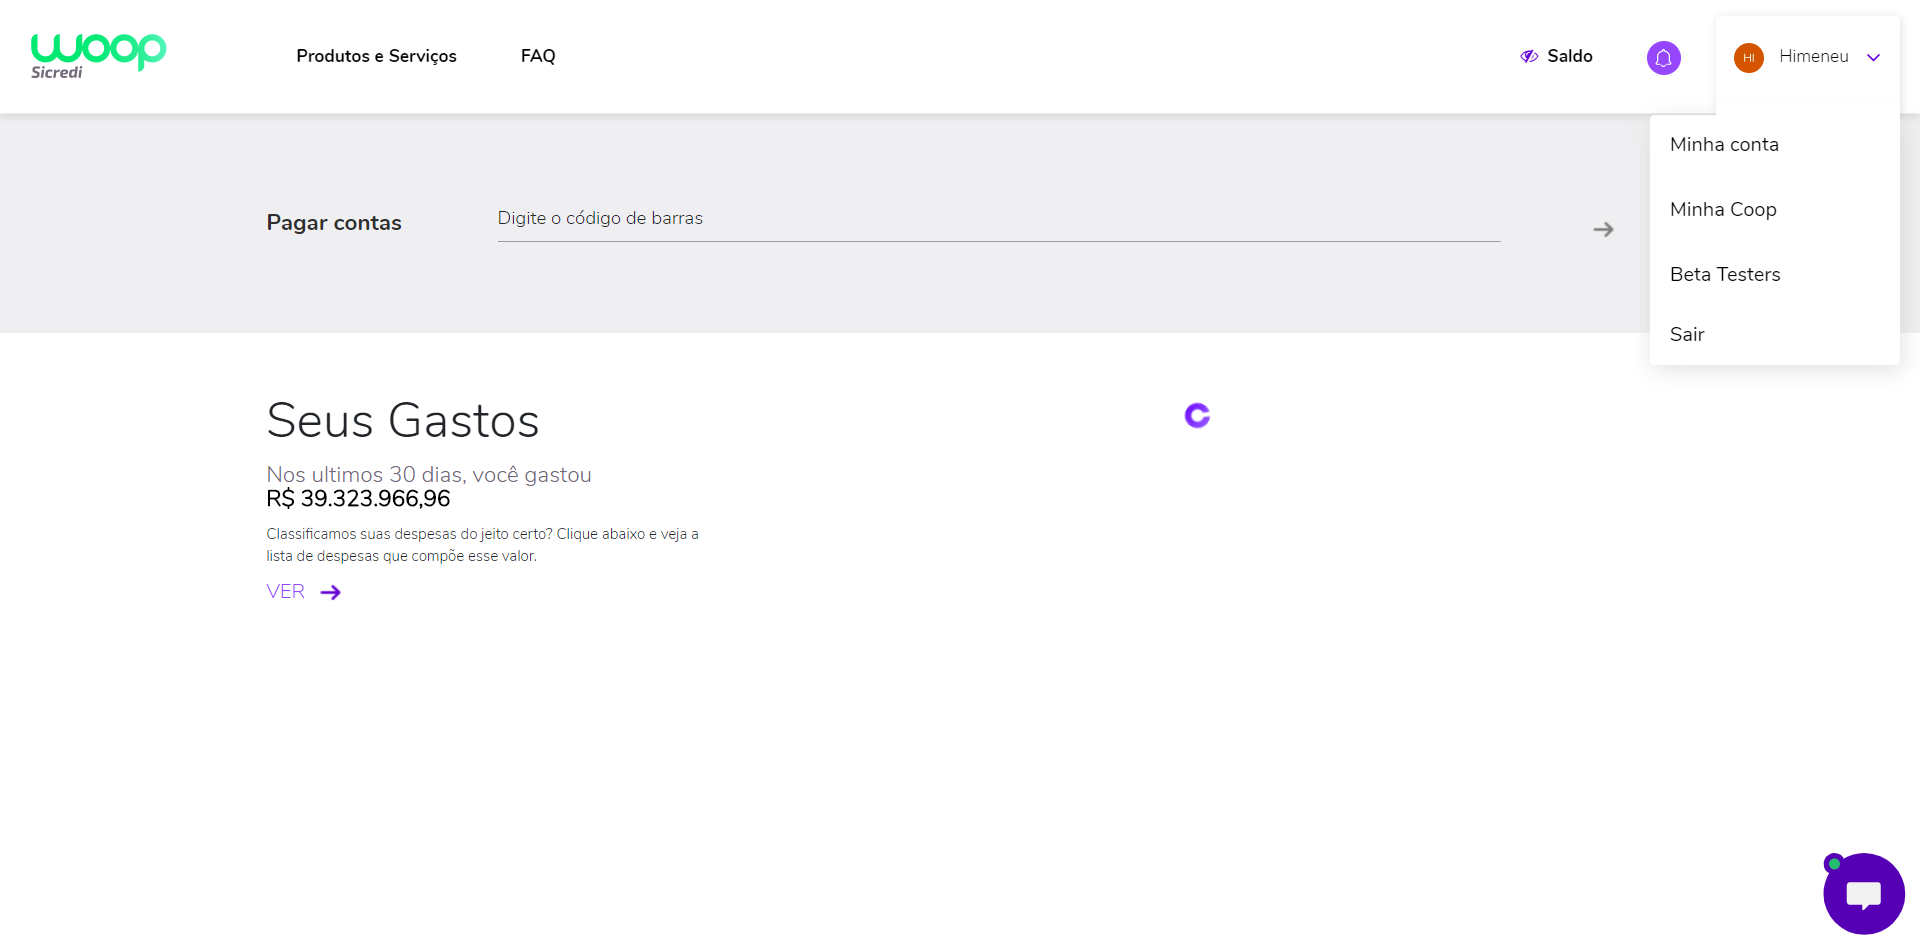 woop
Sicredi
Produtos e Serviços
FAQ
Saldo
HI
Himeneu
Minha conta
Minha Coop
Beta Testers
Sair
Pagar contas
Digite o código de barras
Seus Gastos
Nos ultimos 30 dias, você gastou
R$ 39.323.966,96
Classificamos suas despesas do jeito certo? Clique abaixo e veja a
lista de despesas que compõe esse valor.
VER